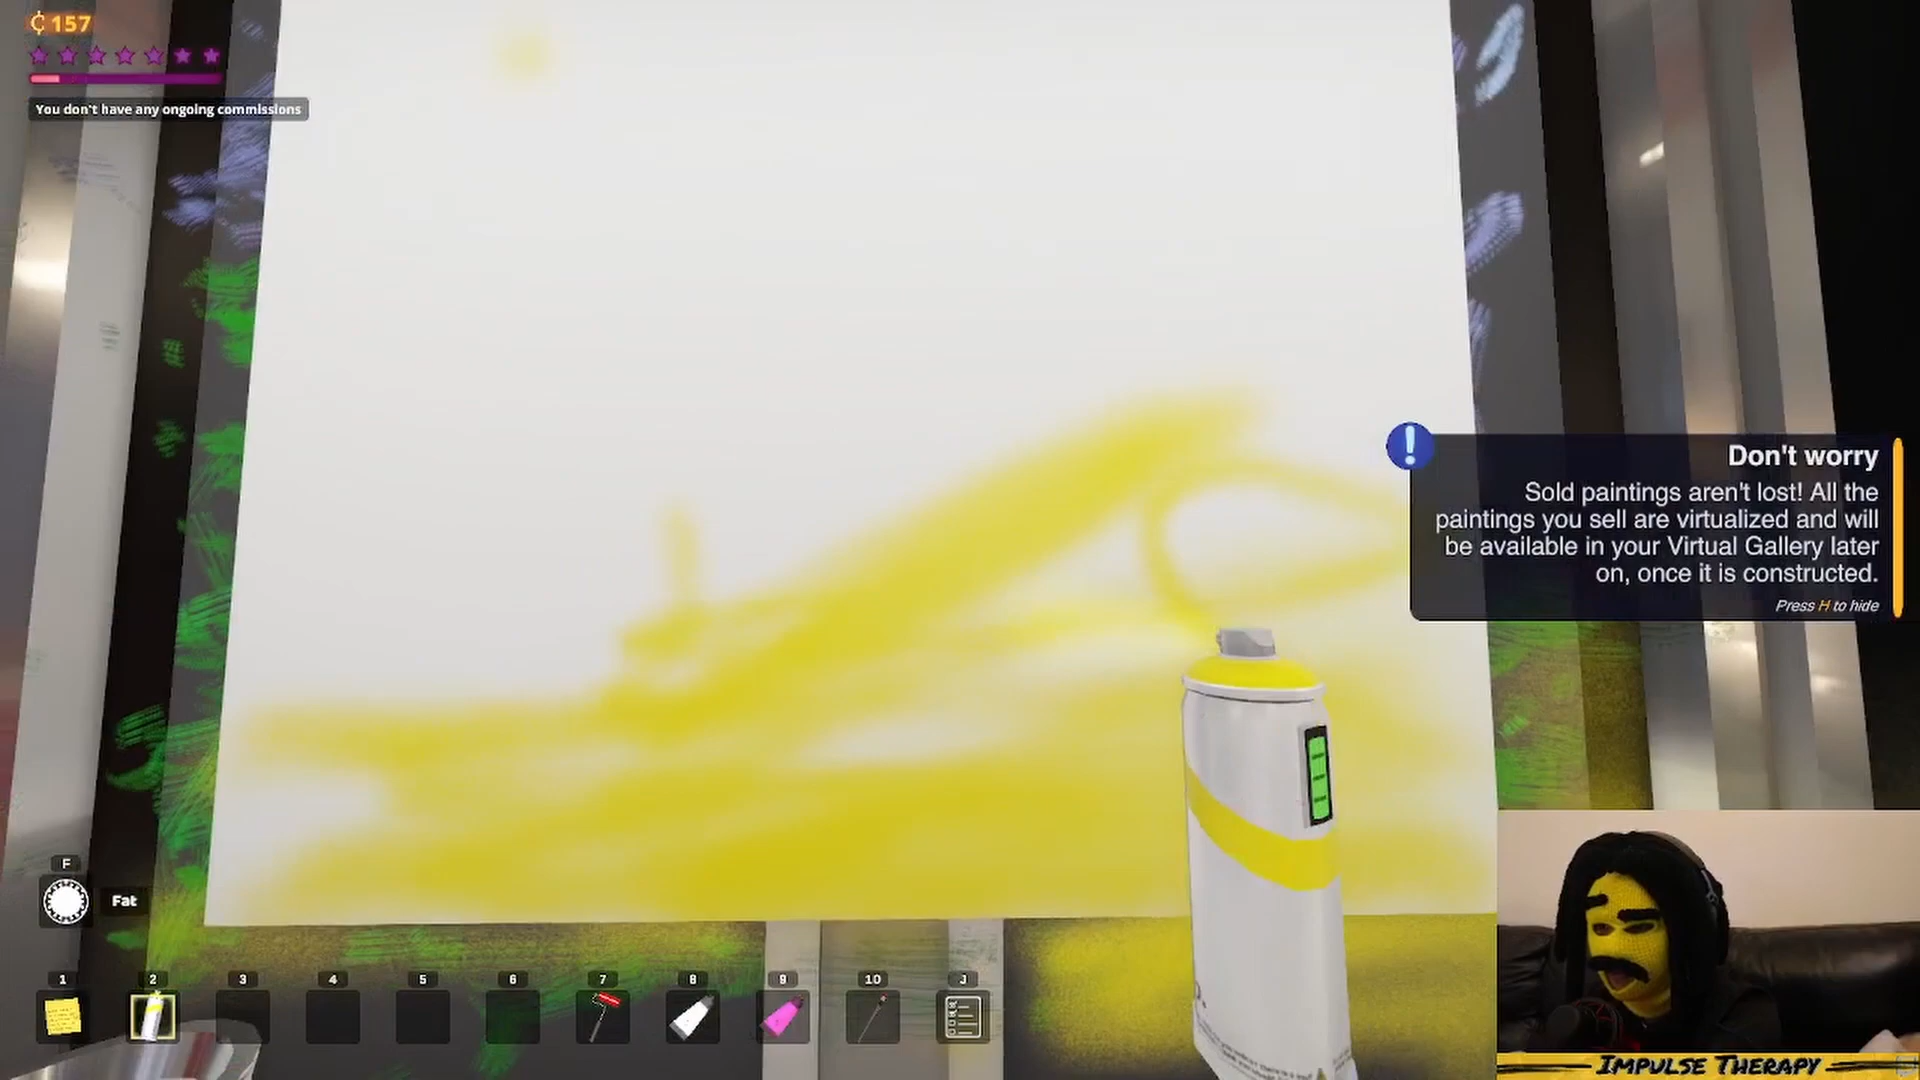 ₵ 157
You don't have any ongoing commissions
Don't worry
Sold paintings aren't lost! All the
paintings you sell are virtualized and will
be available in your Virtual Gallery later
on, once it is constructed.
Press H to hide
F
Fat
1 2 3 4 5 6 7 8 9 10 J
IMPULSE THERAPY